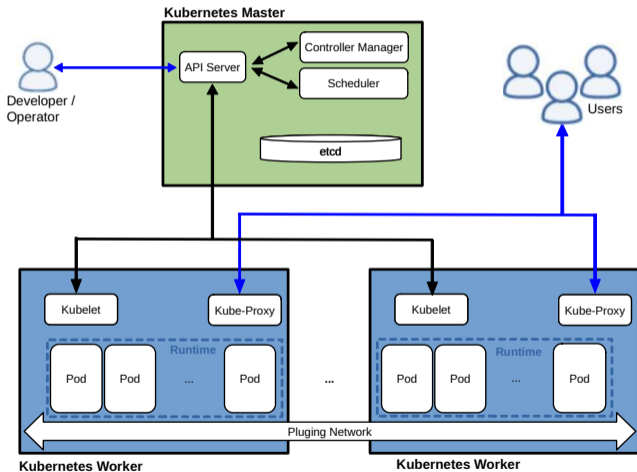 Kubernetes Master
API Server
Controller Manager
Scheduler
etcd
Developer /
Operator
Users
Kubelet
Kube-Proxy
Runtime
Pod
Pod
...
Pod
...
Kubelet
Kube-Proxy
Runtime
Pod
Pod
...
Pod
Pluging Network
Kubernetes Worker
Kubernetes Worker